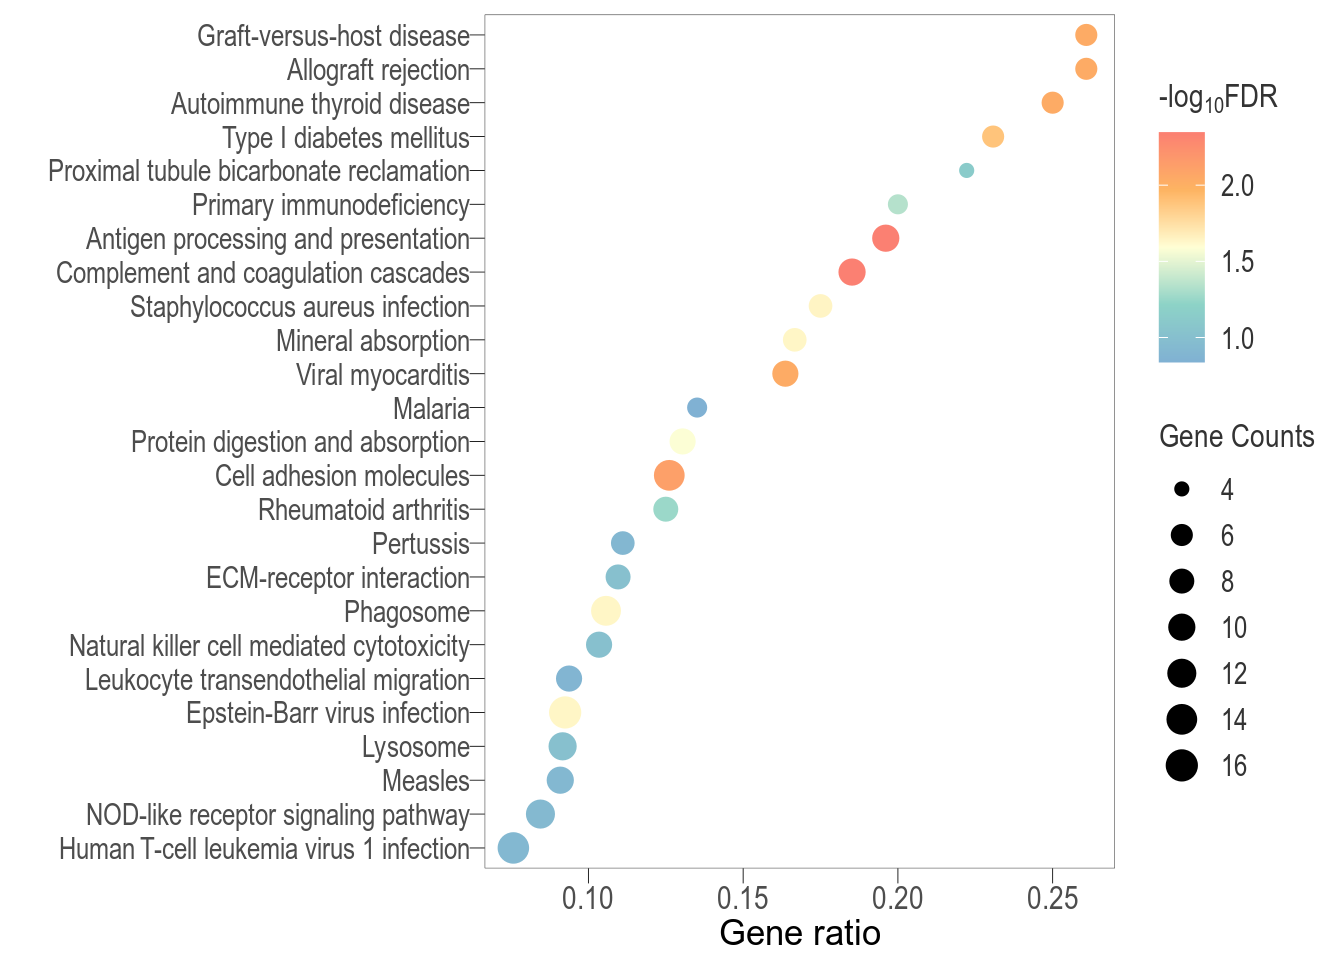 Graft-versus-host disease
Allograft rejection
Autoimmune thyroid disease
Type I diabetes mellitus
Proximal tubule bicarbonate reclamation
Primary immunodeficiency
Antigen processing and presentation
Complement and coagulation cascades
Staphylococcus aureus infection
Mineral absorption
Viral myocarditis
Malaria
Protein digestion and absorption
Cell adhesion molecules
Rheumatoid arthritis
Pertussis
ECM-receptor interaction
Phagosome
Natural killer cell mediated cytotoxicity
Leukocyte transendothelial migration
Epstein-Barr virus infection
Lysosome
Measles
NOD-like receptor signaling pathway
Human T-cell leukemia virus 1 infection
0.10 0.15 0.20 0.25
Gene ratio
-log₁₀FDR
2.0
1.5
1.0
Gene Counts
4
6
8
10
12
14
16